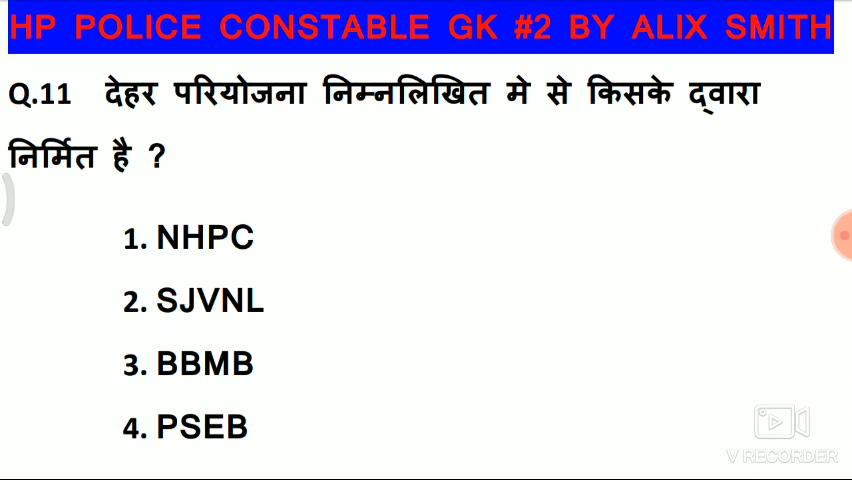 HP POLICE CONSTABLE GK #2 BY ALIX SMITH
Q.11 देहर परियोजना निम्नलिखित मे से किसके द्वारा
निर्मित है ?
1. NHPC
2. SJVNL
3. BBMB
4. PSEB
V RECORDER